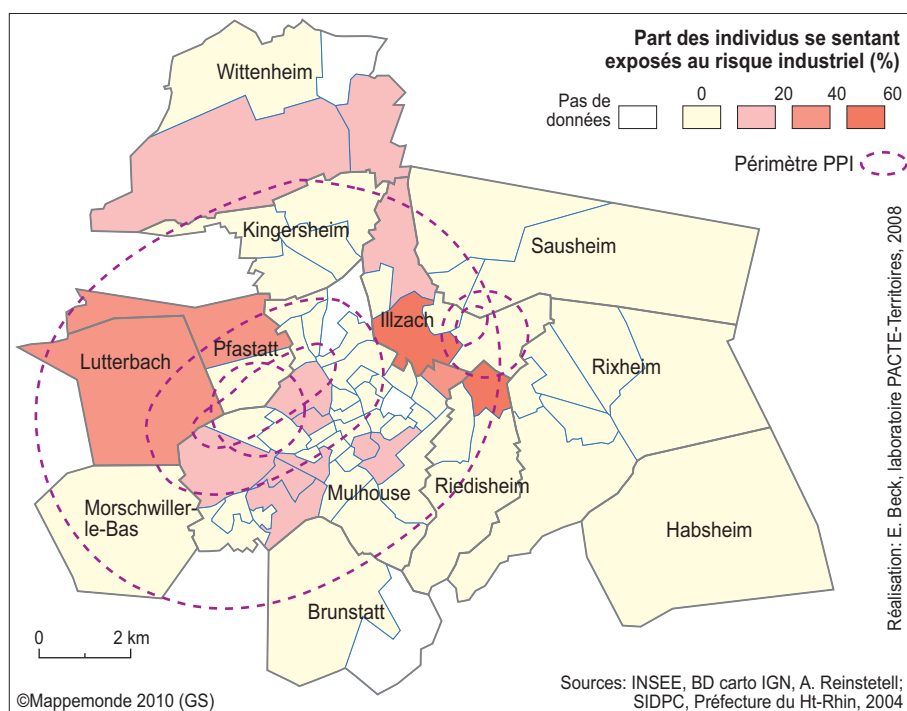 Part des individus se sentant
exposés au risque industriel (%)
Pas de
données
0
20
40
60
Périmètre PPI
Wittenheim
Kingersheim
Sausheim
Illzach
Pfastatt
Lutterbach
Rixheim
Morschwiller-
le-Bas
Mulhouse
Riedisheim
Habsheim
Brunstatt
0
2 km
Réalisation: E. Beck, laboratoire PACTE-Territoires, 2008
©Mappemonde 2010 (GS)
Sources: INSEE, BD carto IGN, A. Reinstetell;
SIDPC, Préfecture du Ht-Rhin, 2004